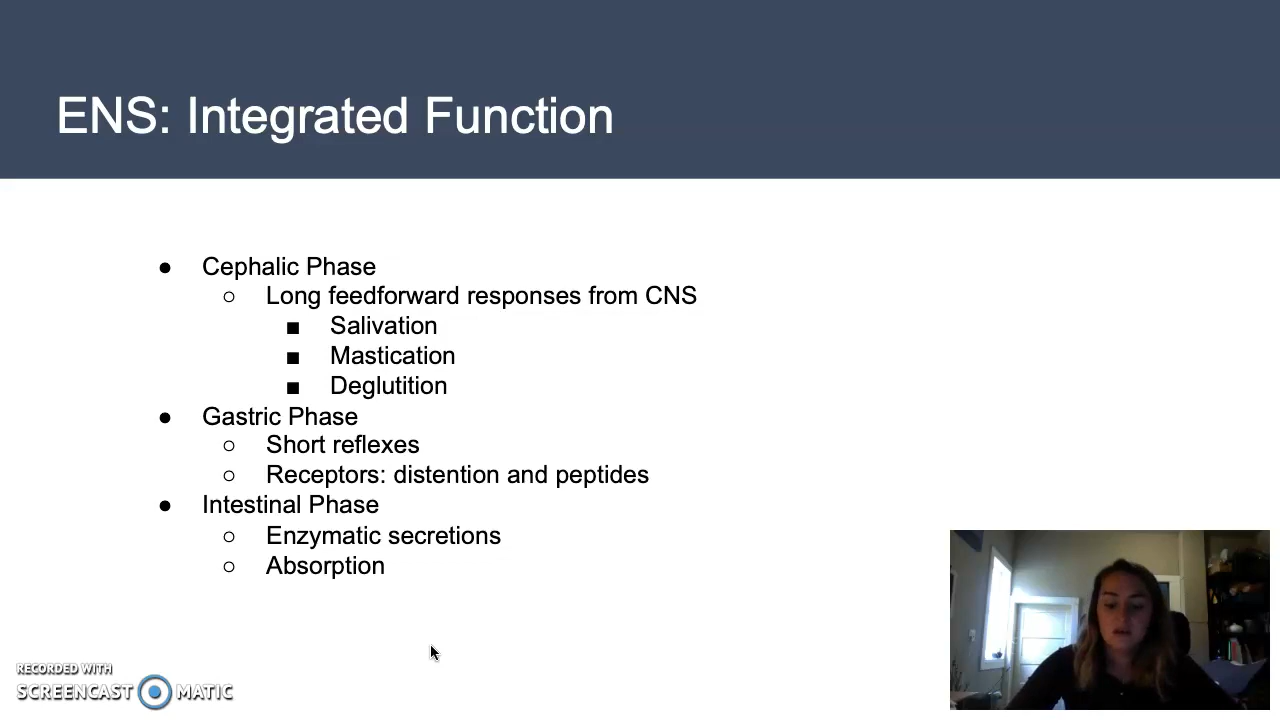 ENS: Integrated Function
● Cephalic Phase
○ Long feedforward responses from CNS
■ Salivation
■ Mastication
■ Deglutition
● Gastric Phase
○ Short reflexes
○ Receptors: distention and peptides
● Intestinal Phase
○ Enzymatic secretions
○ Absorption
RECORDED WITH
SCREENCAST MATIC